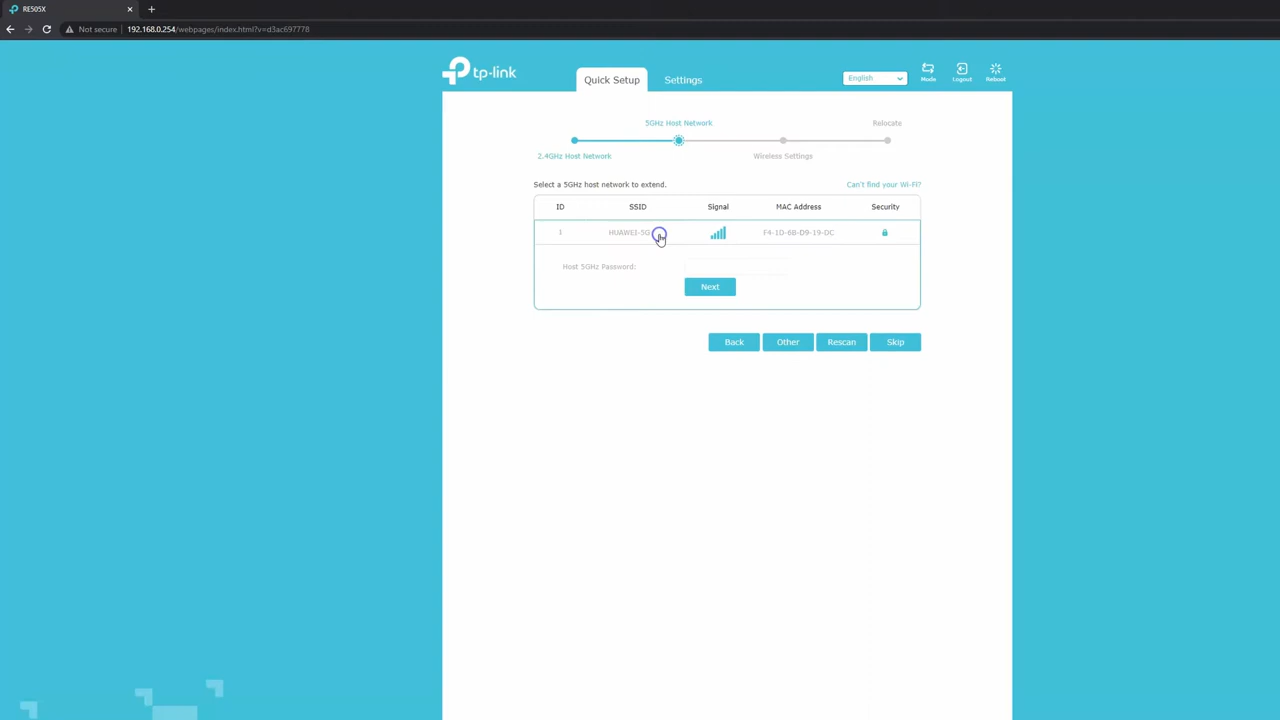 RE505X
Not secure 192.168.0.254/webpages/index.html?v=d3ac697778
tp-link
Quick Setup Settings
English
Mode Logout Reboot
5GHz Host Network Relocate
2.4GHz Host Network Wireless Settings
Select a 5GHz host network to extend. Can't find your Wi-Fi?
ID SSID Signal MAC Address Security
1 HUAWEI-5G F4-1D-6B-D9-19-DC
Host 5GHz Password:
Next
Back Other Rescan Skip